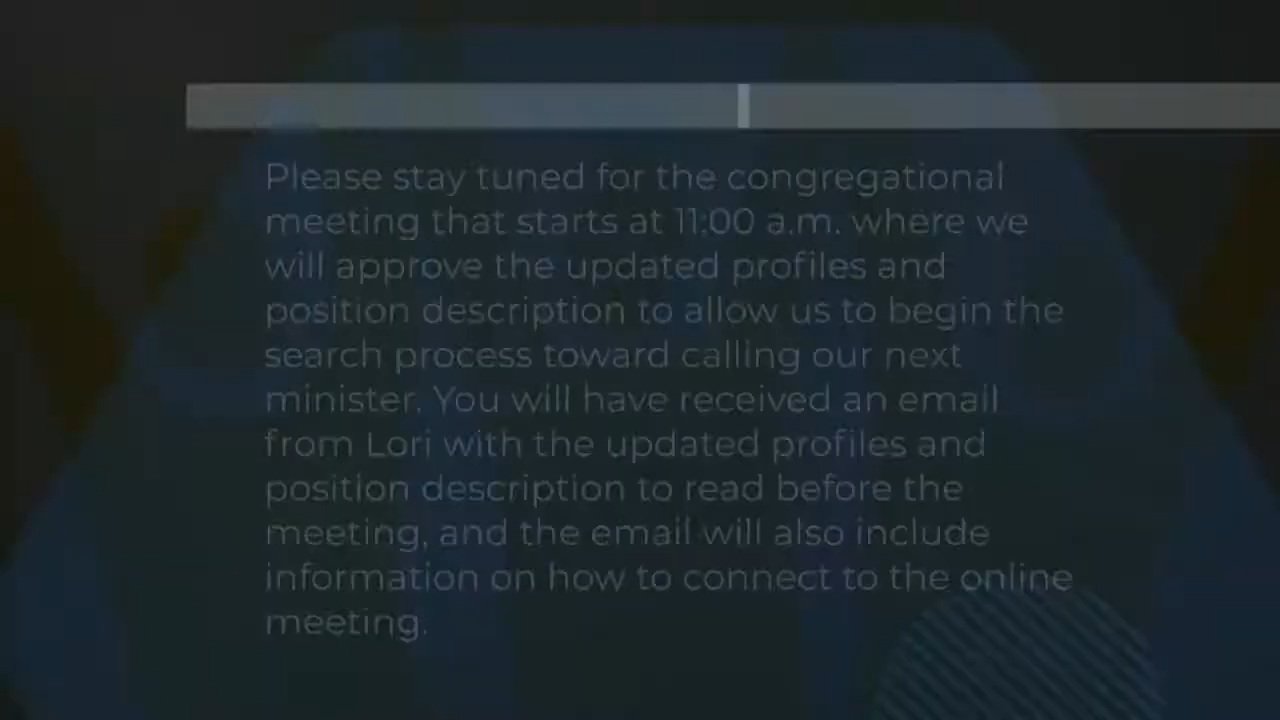 Please stay tuned for the congregational
meeting that starts at 11:00 a.m. where we
will approve the updated profiles and
position description to allow us to begin the
search process toward calling our next
minister. You will have received an email
from Lori with the updated profiles and
position description to read before the
meeting, and the email will also include
information on how to connect to the online
meeting.